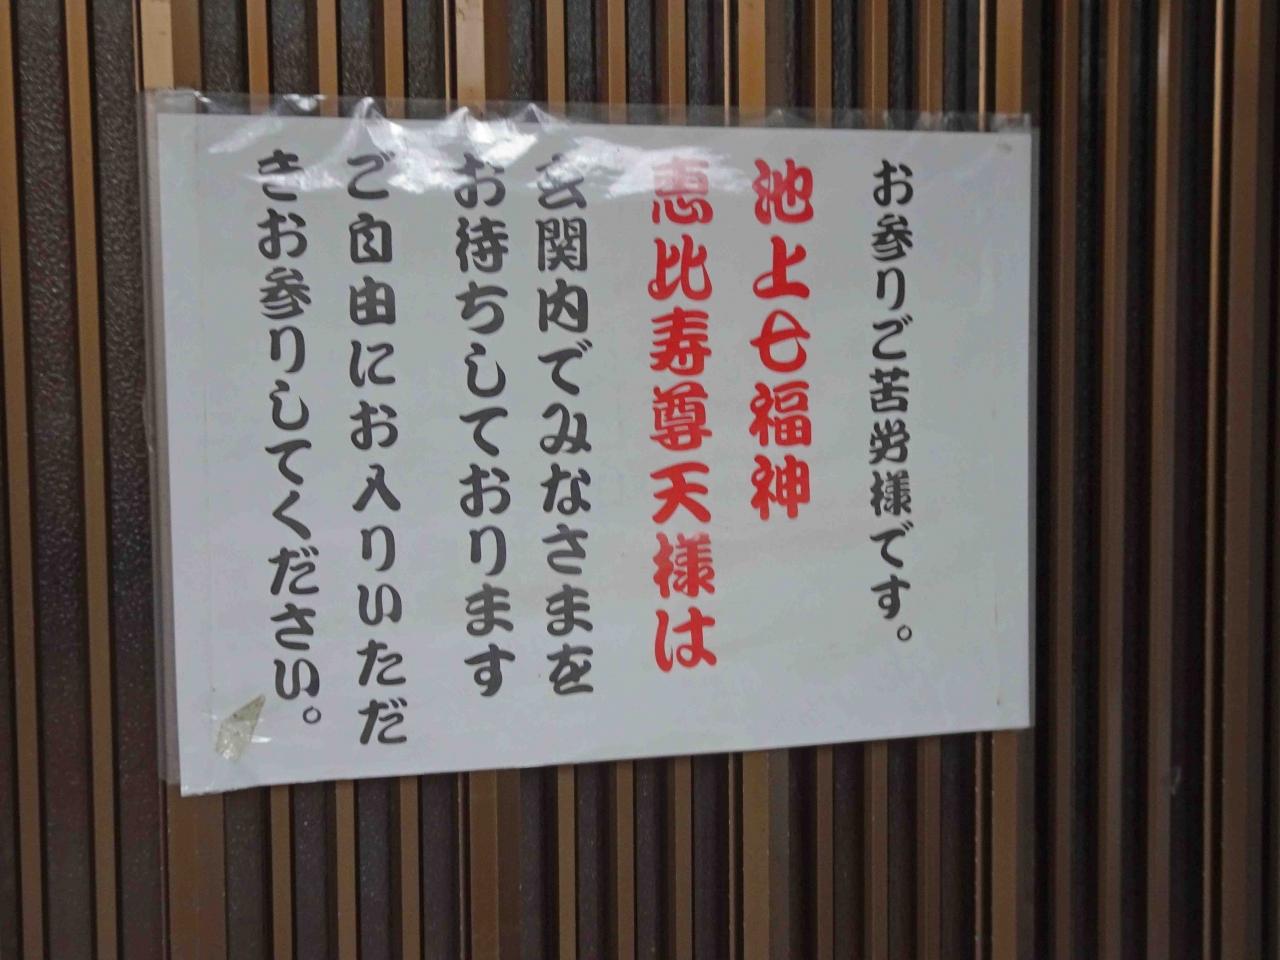 お参りご苦労様です。
池上七福神
恵比寿尊天様は
玄関内でみなさまを
お待ちしております
ご自由にお入りいただ
きお参りしてください。